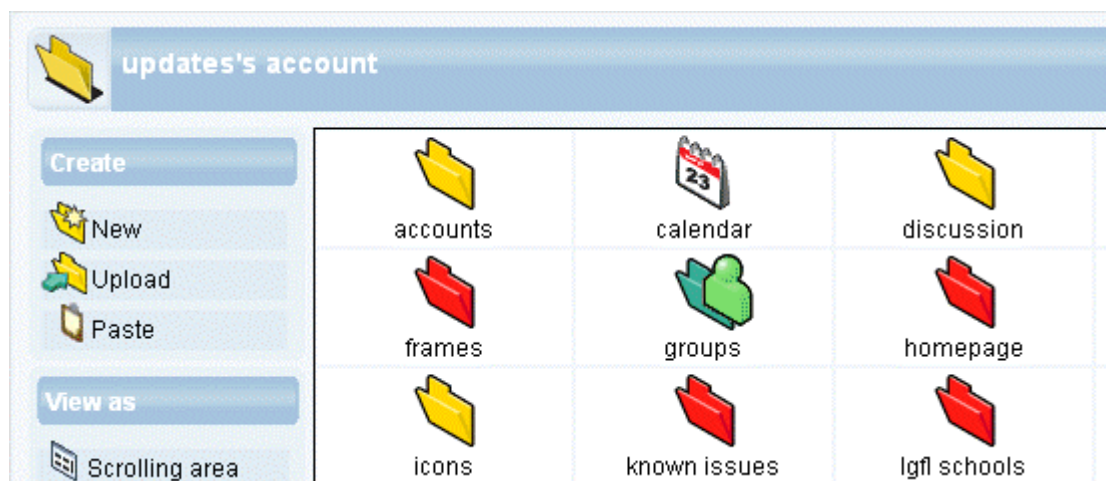 updates's account
Create
New
Upload
Paste
View as
Scrolling area
accounts
calendar
23
discussion
frames
groups
homepage
icons
known issues
lgfl schools